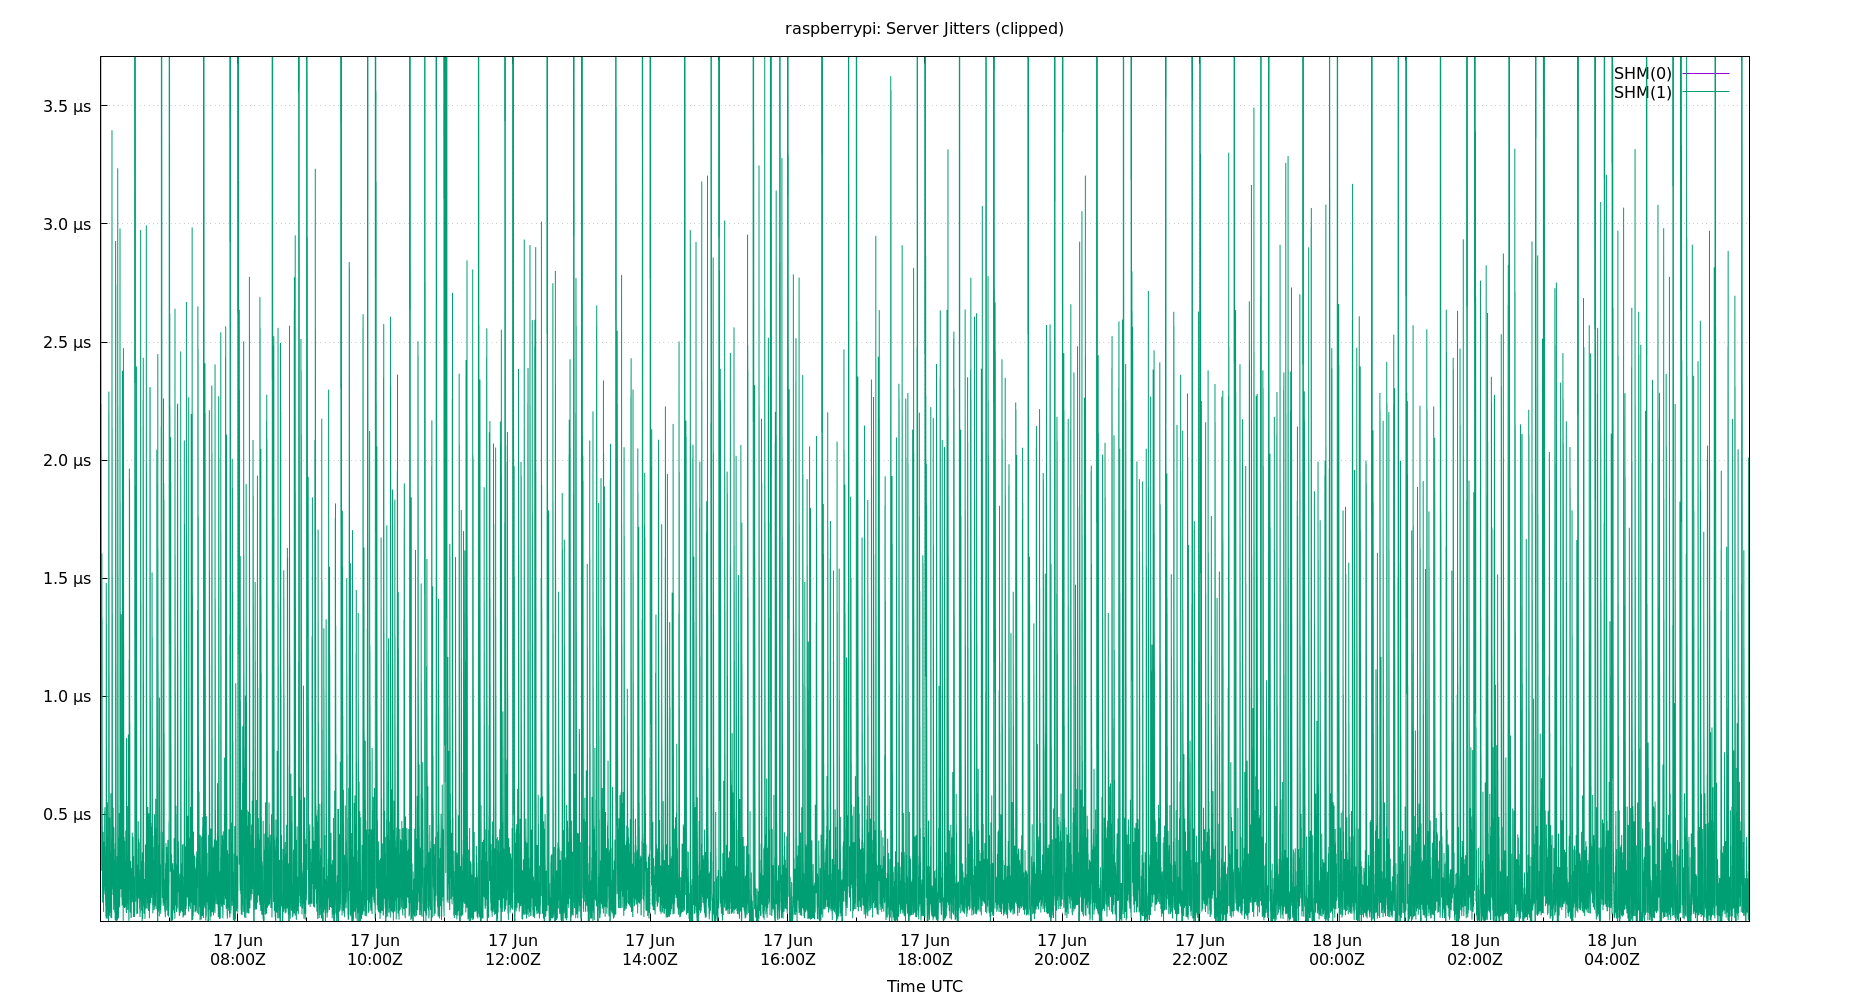 raspberrypi: Server Jitters (clipped)
SHM(0)
SHM(1)
3.5 µs
3.0 µs
2.5 µs
2.0 µs
1.5 µs
1.0 µs
0.5 µs
17 Jun 17 Jun 17 Jun 17 Jun 17 Jun 17 Jun 17 Jun 17 Jun 18 Jun 18 Jun 18 Jun
08:00Z 10:00Z 12:00Z 14:00Z 16:00Z 18:00Z 20:00Z 22:00Z 00:00Z 02:00Z 04:00Z
Time UTC